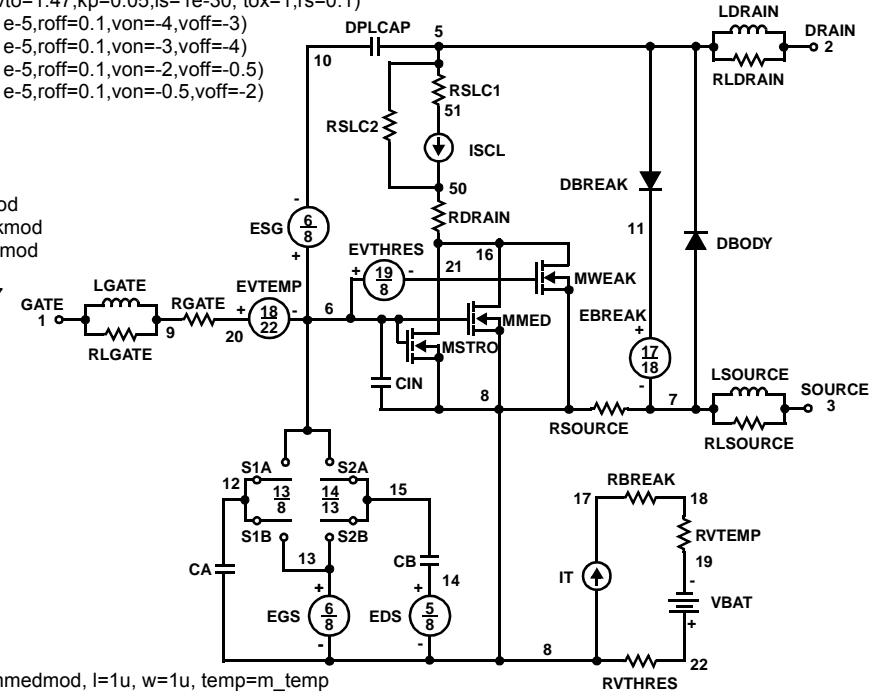 vto=1.47,kp=0.05,is=1e-30, tox=1,rs=0.1)
e-5,roff=0.1,von=-4,voff=-3)
e-5,roff=0.1,von=-3,voff=-4)
e-5,roff=0.1,von=-2,voff=-0.5)
e-5,roff=0.1,von=-0.5,voff=-2)
LDRAIN
DPLCAP
5
DRAIN
2
10
RLDRAIN
RSLC1
51
RSLC2
ISCL
DBREAK
50
od
kmod
mod
-
ESG
6
8
+
RDRAIN
11
DBODY
EVTHRES
16
21
+
19
8
-
MWEAK
LGATE
EVTEMP
GATE
1
RGATE
+
18
22
-
6
EBREAK
+
MMED
9
20
MSTRO
17
18
-
RLGATE
LSOURCE
CIN
8
7
SOURCE
3
RSOURCE
RLSOURCE
S1A
S2A
RBREAK
12
13
8
14
13
15
17
18
S1B
S2B
RVTEMP
13
CB
19
CA
14
IT
-
+
+
VBAT
EGS
6
8
EDS
5
8
+
-
-
8
22
nmedmod, l=1u, w=1u, temp=m_temp
RVTHRES